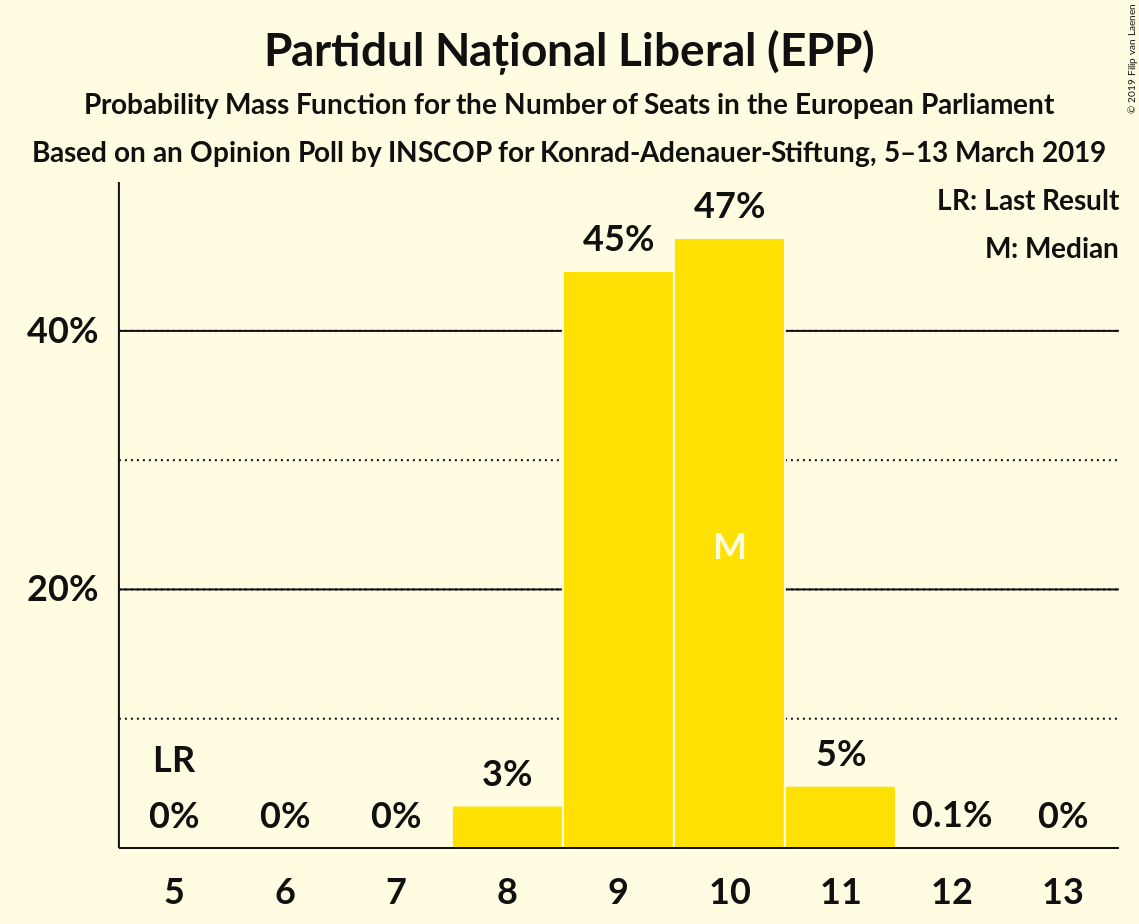 Partidul Național Liberal (EPP)
Probability Mass Function for the Number of Seats in the European Parliament
Based on an Opinion Poll by INSCOP for Konrad-Adenauer-Stiftung, 5–13 March 2019
© 2019 Filip van Laenen
LR: Last Result
M: Median
47%
45%
40%
M
20%
LR
3%
5%
0%
0%
0%
0.1%
0%
5 6 7 8 9 10 11 12 13